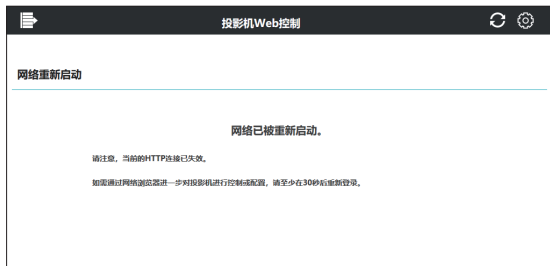 投影机Web控制
网络重新启动
网络已被重新启动。
请注意，当前的HTTP连接已失效。
如需通过网络浏览器进一步对投影机进行控制或配置，请至少在30秒后重新登录。